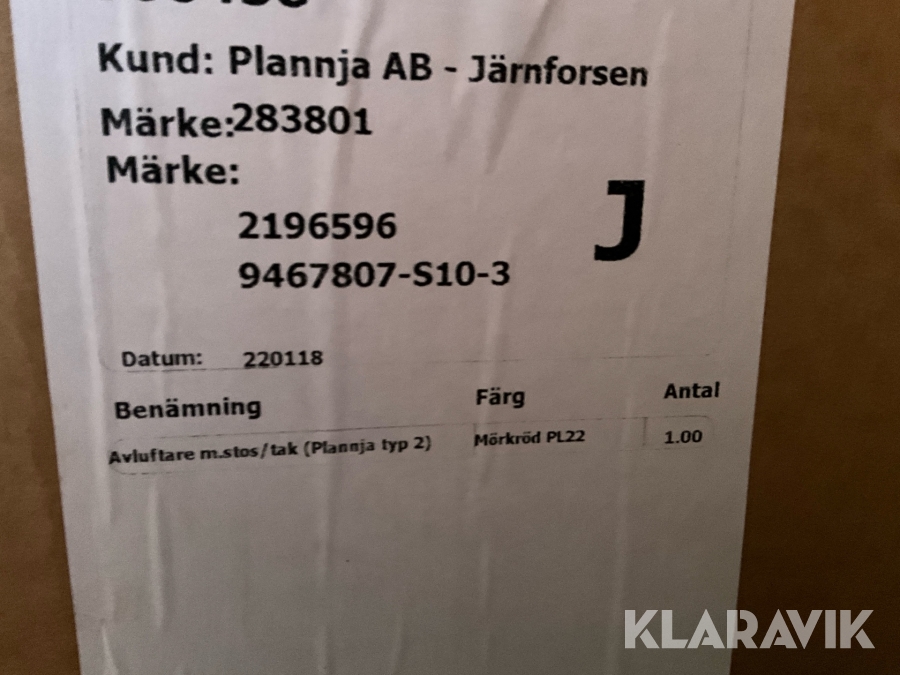 Kund: Plannja AB - Järnforsen
Märke:283801
Märke:
J
2196596
9467807-S10-3
Datum: 220118
Benämning Färg Antal
Avluftare m.stos/tak (Plannja typ 2) Mörkröd PL22 1.00
KLARAVIK